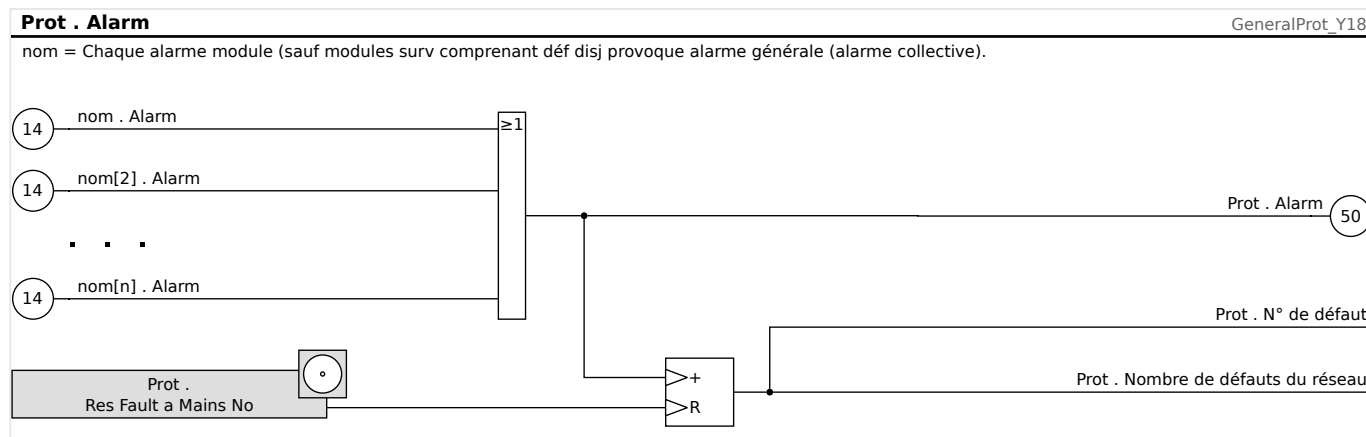 Prot . Alarm
GeneralProt_Y18
nom = Chaque alarme module (sauf modules surv comprenant déf disj provoque alarme générale (alarme collective).
14
nom . Alarm
≥1
14
nom[2] . Alarm
Prot . Alarm
50
. . .
14
nom[n] . Alarm
Prot . N° de défaut
Prot .
Res Fault a Mains No
+
R
Prot . Nombre de défauts du réseau